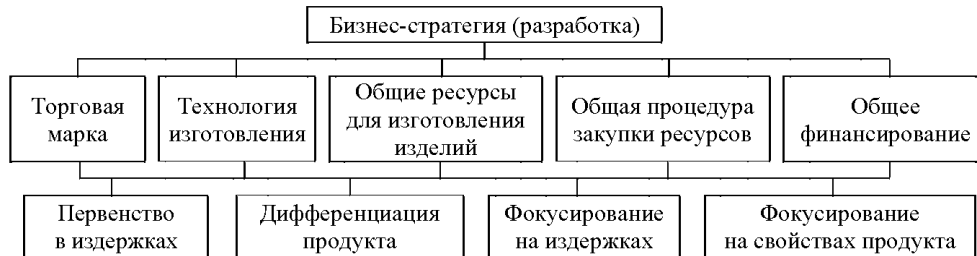 Бизнес-стратегия (разработка)
Торговая
марка
Технология
изготовления
Общие ресурсы
для изготовления
изделий
Общая процедура
закупки ресурсов
Общее
финансирование
Первенство
в издержках
Дифференциация
продукта
Фокусирование
на издержках
Фокусирование
на свойствах продукта